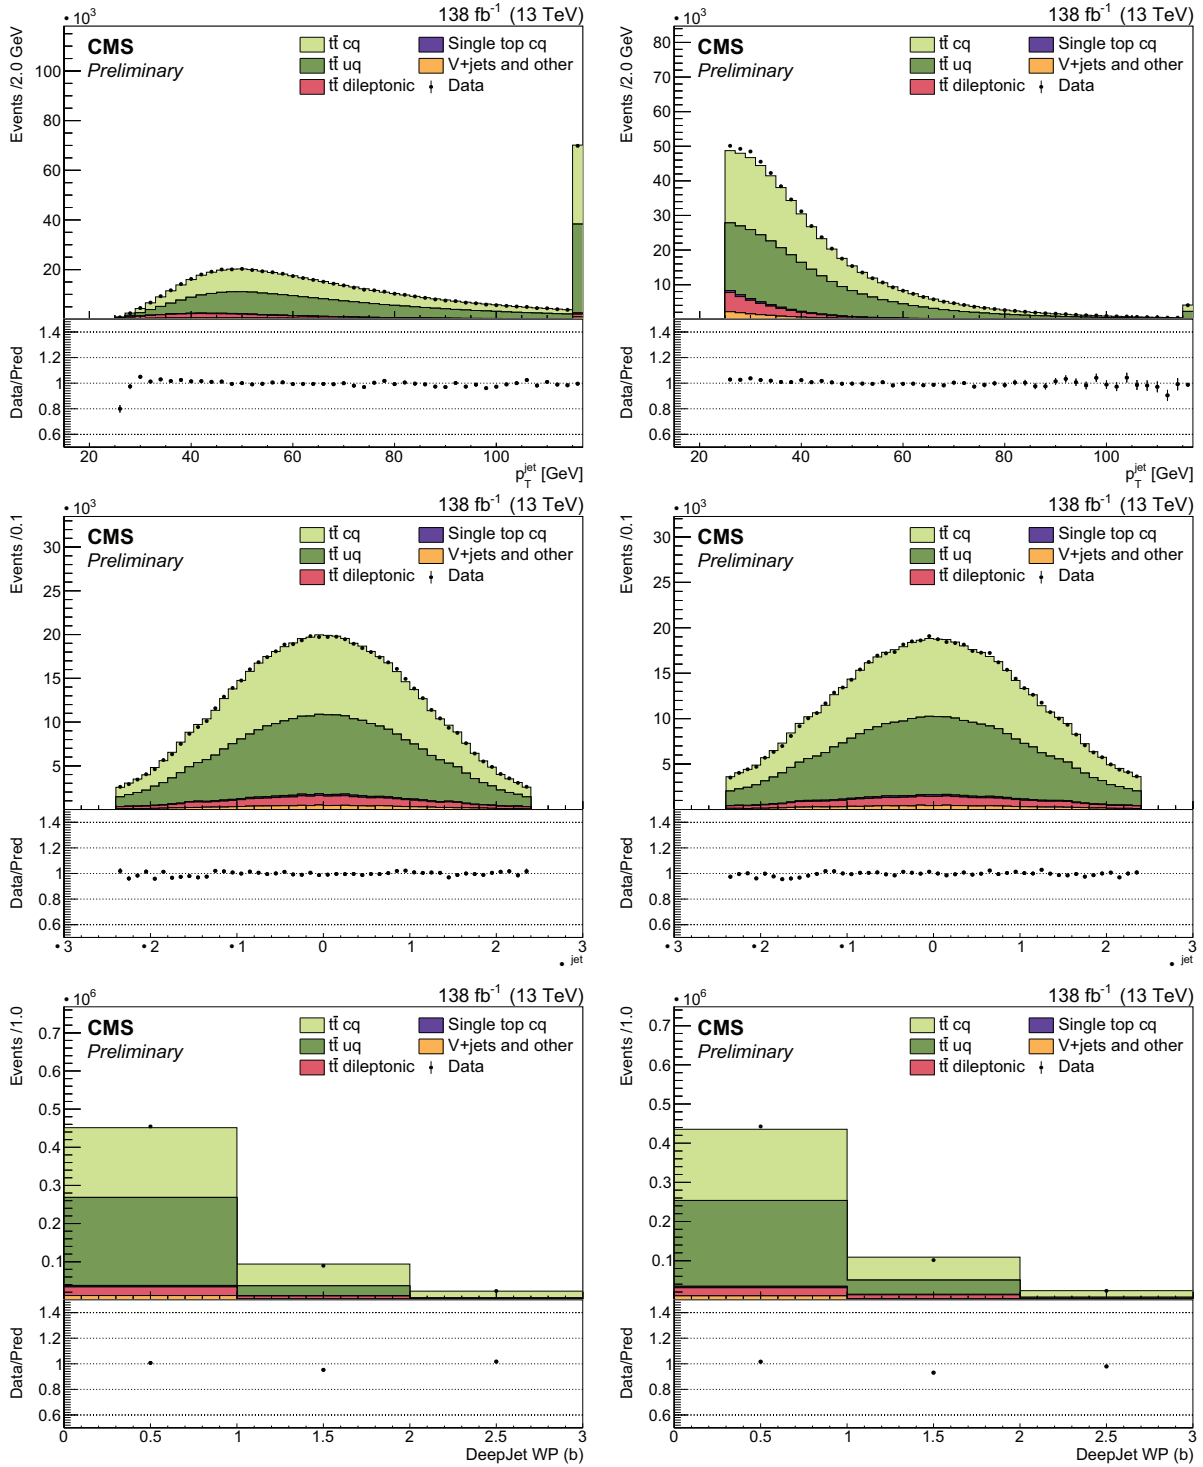 • 10³ 138 fb⁻¹ (13 TeV)
CMS
Preliminary
tt̄ cq Single top cq
tt̄ uq V+jets and other
tt̄ dileptonic Data
Events /2.0 GeV
100
80
60
40
20
Data/Pred
1.4
1.2
1
0.8
0.6
20 40 60 80 100
p_T^jet [GeV]
• 10³ 138 fb⁻¹ (13 TeV)
CMS
Preliminary
tt̄ cq Single top cq
tt̄ uq V+jets and other
tt̄ dileptonic Data
Events /2.0 GeV
80
70
60
50
40
30
20
10
Data/Pred
1.4
1.2
1
0.8
0.6
20 40 60 80 100
p_T^jet [GeV]
• 10³ 138 fb⁻¹ (13 TeV)
CMS
Preliminary
tt̄ cq Single top cq
tt̄ uq V+jets and other
tt̄ dileptonic Data
Events /0.1
30
25
20
15
10
5
Data/Pred
1.4
1.2
1
0.8
0.6
•3 •2 •1 0 1 2 3
• jet
• 10³ 138 fb⁻¹ (13 TeV)
CMS
Preliminary
tt̄ cq Single top cq
tt̄ uq V+jets and other
tt̄ dileptonic Data
Events /0.1
30
25
20
15
10
5
Data/Pred
1.4
1.2
1
0.8
0.6
•3 •2 •1 0 1 2 3
• jet
• 10⁶ 138 fb⁻¹ (13 TeV)
CMS
Preliminary
tt̄ cq Single top cq
tt̄ uq V+jets and other
tt̄ dileptonic Data
Events /1.0
0.7
0.6
0.5
0.4
0.3
0.2
0.1
Data/Pred
1.4
1.2
1
0.8
0.6
0 0.5 1 1.5 2 2.5 3
DeepJet WP (b)
• 10⁶ 138 fb⁻¹ (13 TeV)
CMS
Preliminary
tt̄ cq Single top cq
tt̄ uq V+jets and other
tt̄ dileptonic Data
Events /1.0
0.7
0.6
0.5
0.4
0.3
0.2
0.1
Data/Pred
1.4
1.2
1
0.8
0.6
0 0.5 1 1.5 2 2.5 3
DeepJet WP (b)